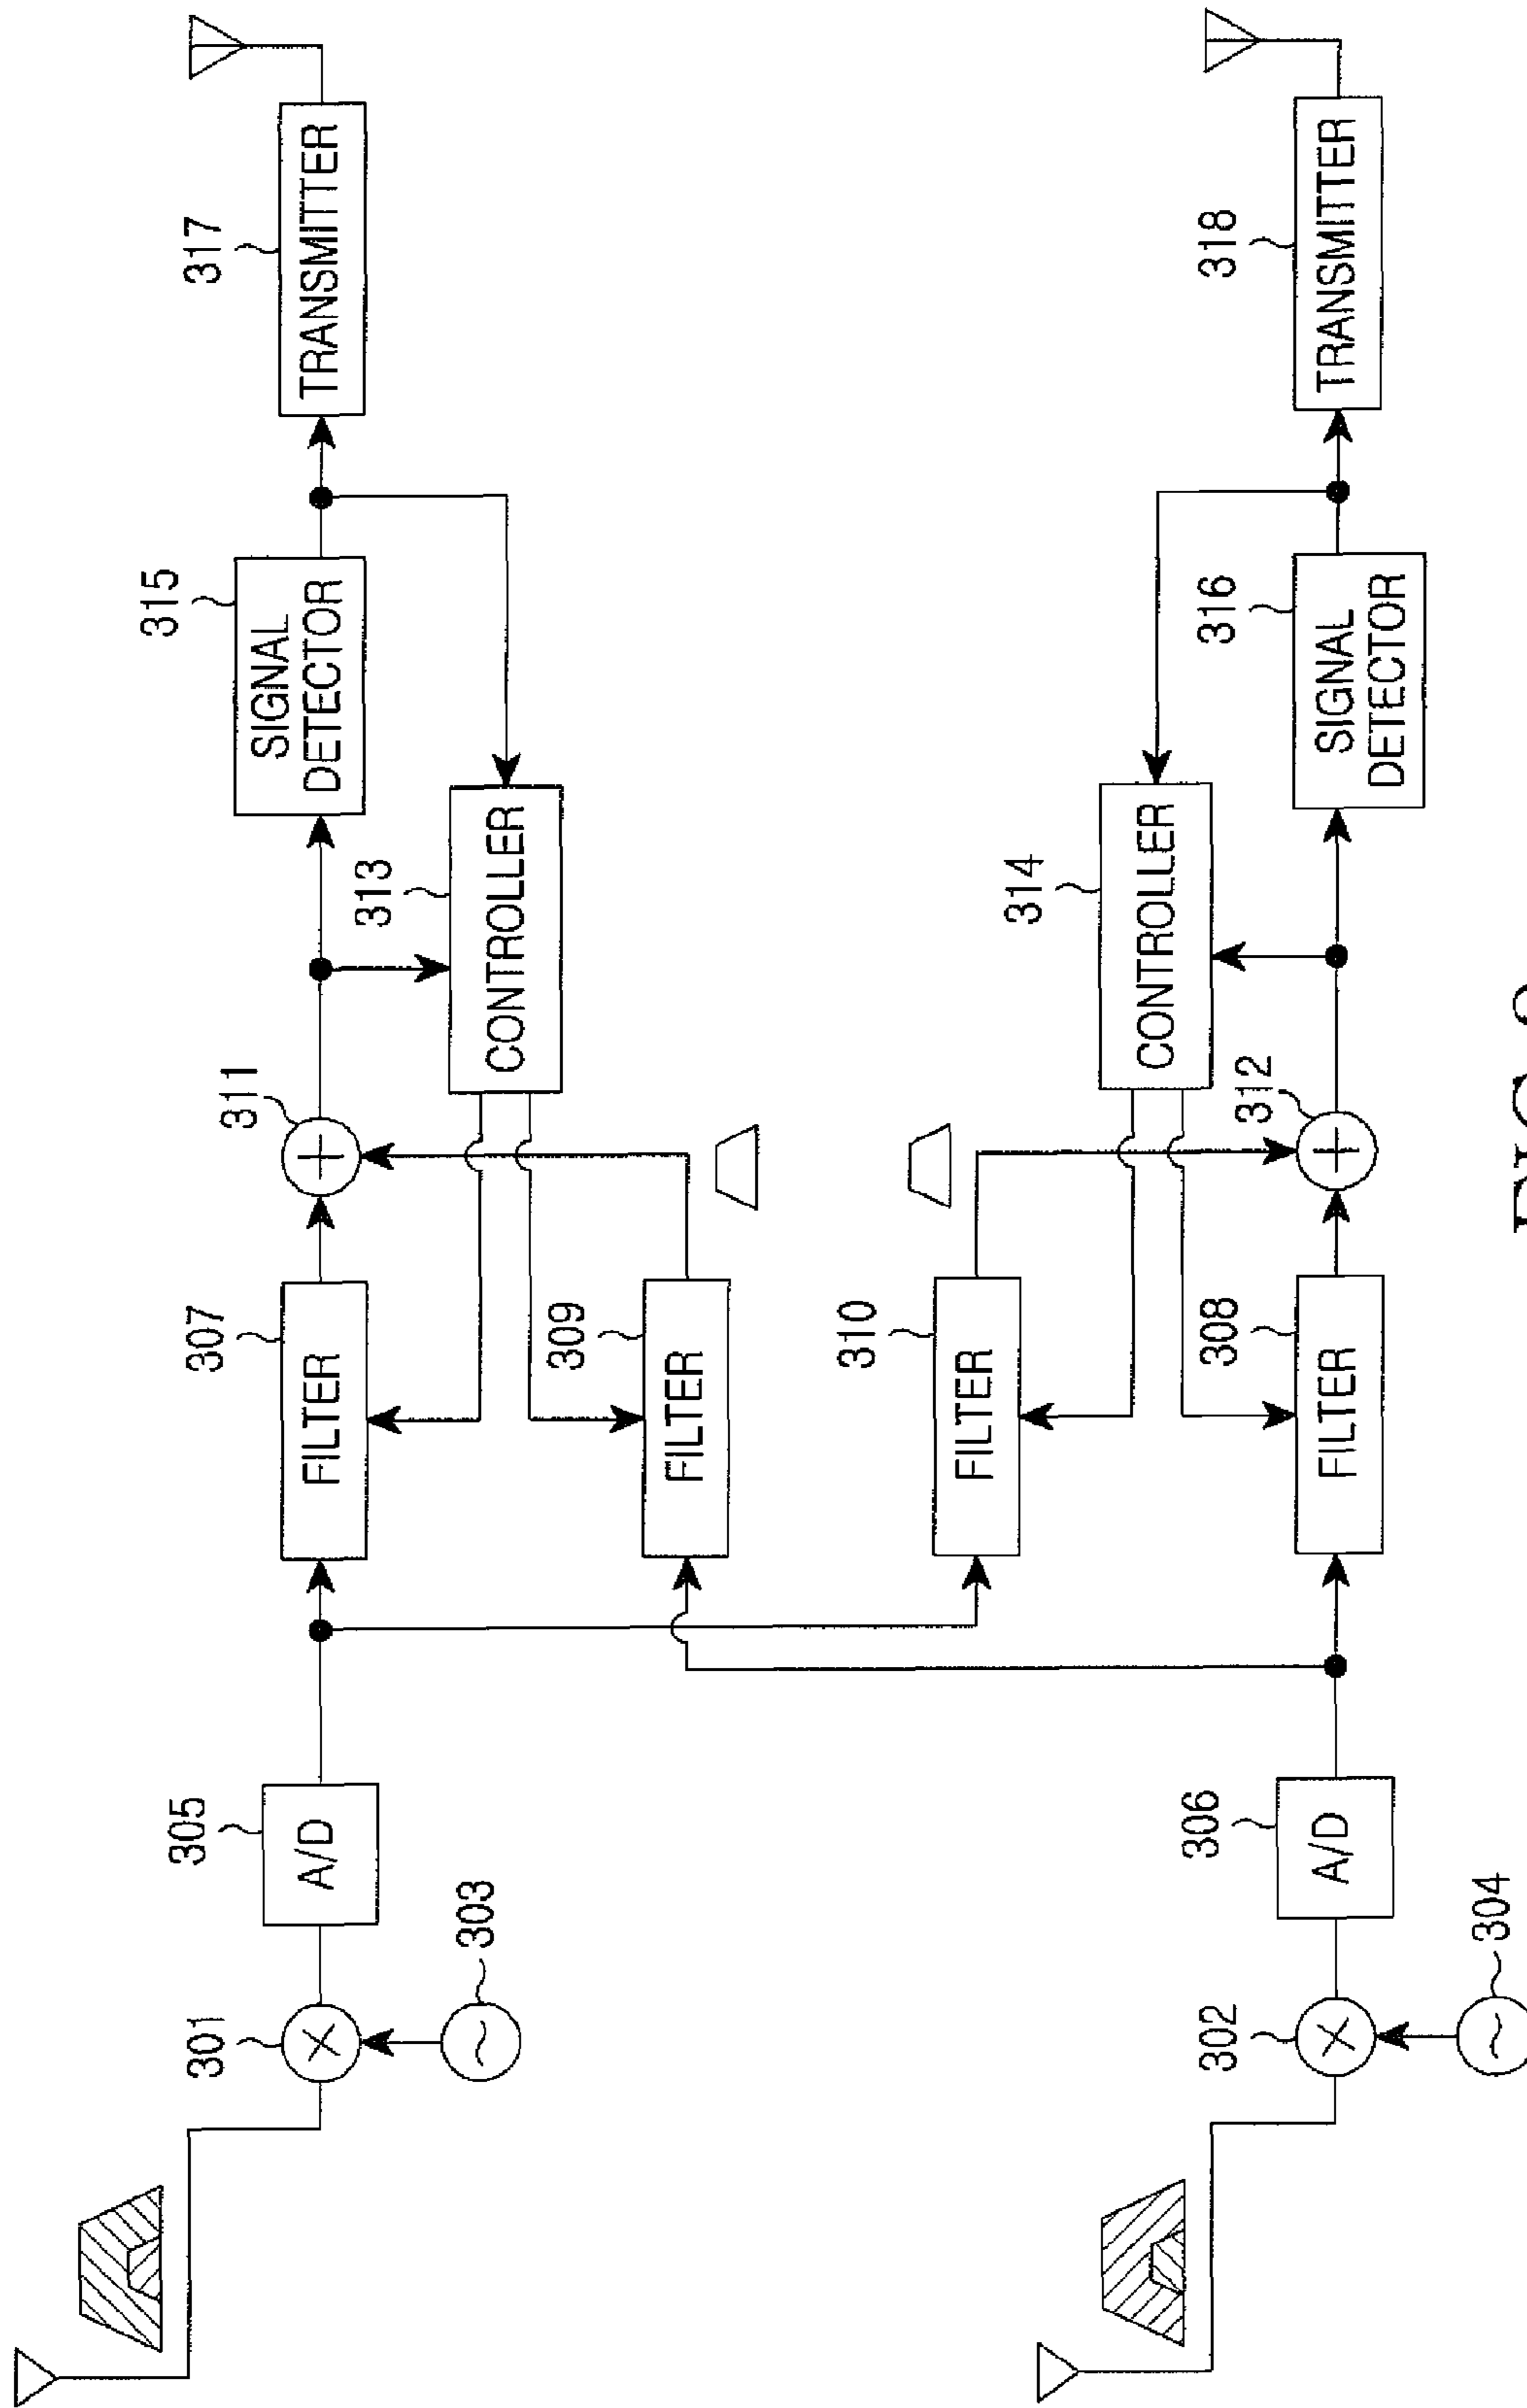 317
TRANSMITTER
315
SIGNAL
DETECTOR
313
CONTROLLER
311
307
FILTER
309
FILTER
305
A/D
301
303
318
TRANSMITTER
316
SIGNAL
DETECTOR
314
CONTROLLER
312
310
FILTER
308
FILTER
306
A/D
302
304